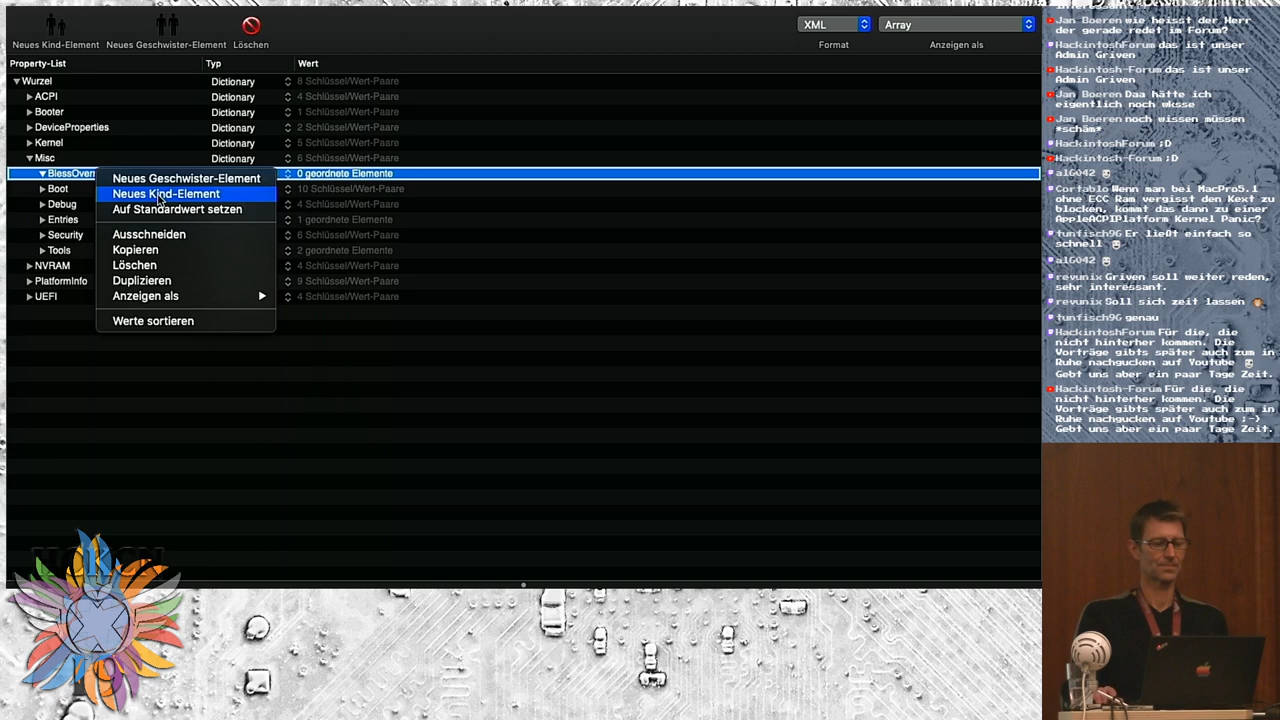 Neues Kind-Element Neues Geschwister-Element Löschen
XML Array
Format Anzeigen als
Property-List Typ Wert
Wurzel Dictionary 8 Schlüssel/Wert-Paare
ACPI Dictionary 4 Schlüssel/Wert-Paare
Booter Dictionary 1 Schlüssel/Wert-Paare
DeviceProperties Dictionary 2 Schlüssel/Wert-Paare
Kernel Dictionary 5 Schlüssel/Wert-Paare
Misc Dictionary 6 Schlüssel/Wert-Paare
BlessOverr 0 geordnete Elemente
Boot 10 Schlüssel/Wert-Paare
Debug 4 Schlüssel/Wert-Paare
Entries 1 geordnete Elemente
Security 6 Schlüssel/Wert-Paare
Tools 2 geordnete Elemente
NVRAM 4 Schlüssel/Wert-Paare
PlatformInfo 9 Schlüssel/Wert-Paare
UEFI 4 Schlüssel/Wert-Paare
Neues Geschwister-Element
Neues Kind-Element
Auf Standardwert setzen
Ausschneiden
Kopieren
Löschen
Duplizieren
Anzeigen als
Werte sortieren
Jan Boeren wie heisst der Herr
der gerade redet im Forum?
HackintoshForum das ist unser
Admin Griven
Hackintosh-Forum das ist unser
Admin Griven
Jan Boeren Daa hätte ich
eigentlich noch wksse
Jan Boeren noch wissen müssen
*schäm*
HackintoshForum ;D
Hackintosh-Forum ;D
al6042
Cortablo Wenn man bei MacPro5.1
ohne ECC Ram vergisst den Kext zu
blocken, kommt das dann zu einer
AppleACPIPlatform Kernel Panic?
tunfisch96 Er ließt einfach so
schnell
al6042
revunix Griven soll weiter reden,
sehr interessant.
revunix Soll sich zeit lassen
tunfisch96 genau
HackintoshForum Für die, die
nicht hinterher kommen. Die
Vorträge gibts später auch zum in
Ruhe nachgucken auf Youtube
Gebt uns aber ein paar Tage Zeit.
Hackintosh-Forum Für die, die
nicht hinterher kommen. Die
Vorträge gibts später auch zum in
Ruhe nachgucken auf Youtube ;-)
Gebt uns aber ein paar Tage Zeit.